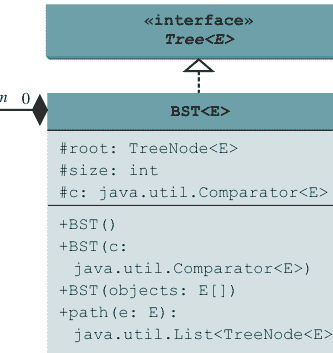 «interface»
Tree<E>
m 0
BST<E>
#root: TreeNode<E>
#size: int
#c: java.util.Comparator<E>
+BST()
+BST(c:
java.util.Comparator<E>)
+BST(objects: E[])
+path(e: E):
java.util.List<TreeNode<E